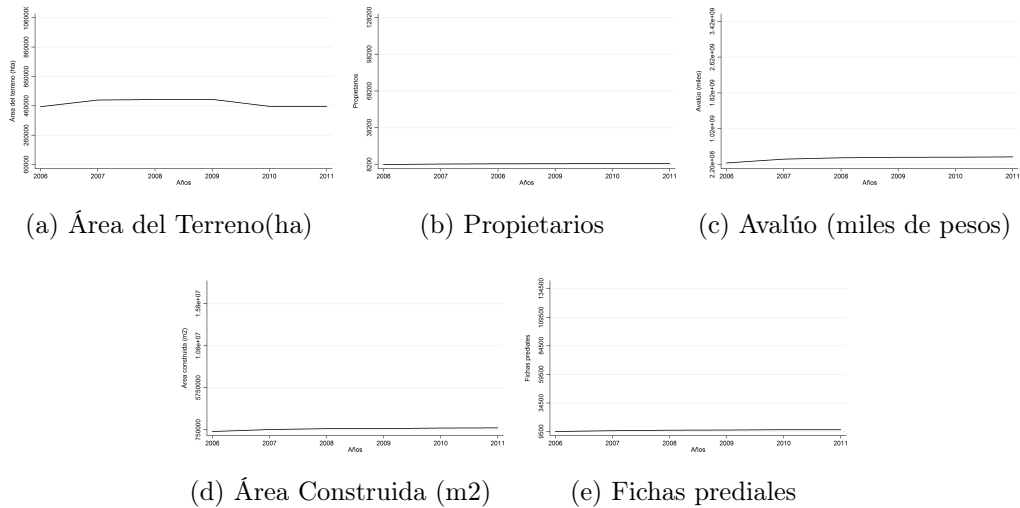 Área del terreno (ha)
60000 260000 460000 660000 860000
2006 2007 2008 2009 2010 2011
Años
Propietarios
8200 38200 68200 98200 128200
2006 2007 2008 2009 2010 2011
Años
Avalúo (miles)
2.20e+08 1.02e+09 1.82e+09 2.62e+09 3.42e+09
2006 2007 2008 2009 2010 2011
Años
(a) Área del Terreno(ha)
(b) Propietarios
(c) Avalúo (miles de pesos)
Área construida (m2)
750000 5750000 1.08e+07 1.58e+07
2006 2007 2008 2009 2010 2011
Años
Fichas prediales
9500 34500 59500 84500 109500 134500
2006 2007 2008 2009 2010 2011
Años
(d) Área Construida (m2)
(e) Fichas prediales